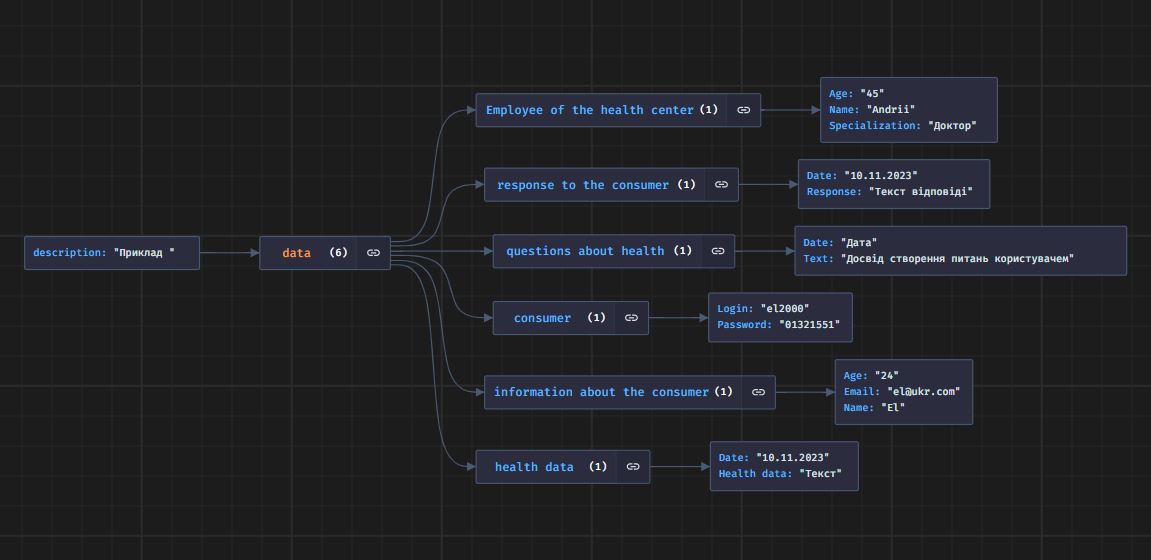 description: "Приклад "
data (6)
Employee of the health center (1)
Age: "45"
Name: "Andrii"
Specialization: "Доктор"
response to the consumer (1)
Date: "10.11.2023"
Response: "Текст відповіді"
questions about health (1)
Date: "Дата"
Text: "Досвід створення питань користувачем"
consumer (1)
Login: "el2000"
Password: "01321551"
information about the consumer (1)
Age: "24"
Email: "el@ukr.com"
Name: "El"
health data (1)
Date: "10.11.2023"
Health data: "Текст"